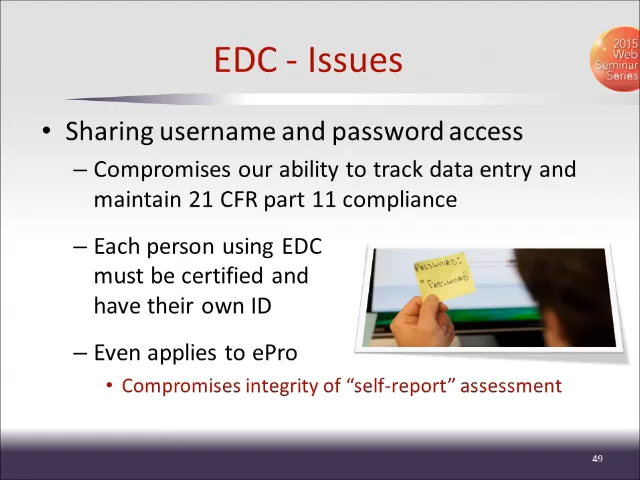 EDC - Issues
2015
Web
Seminar
Series
• Sharing username and password access
– Compromises our ability to track data entry and
maintain 21 CFR part 11 compliance
– Each person using EDC
must be certified and
have their own ID
PASSWORD:
"PASSWORD"
– Even applies to ePro
• Compromises integrity of “self-report” assessment
49